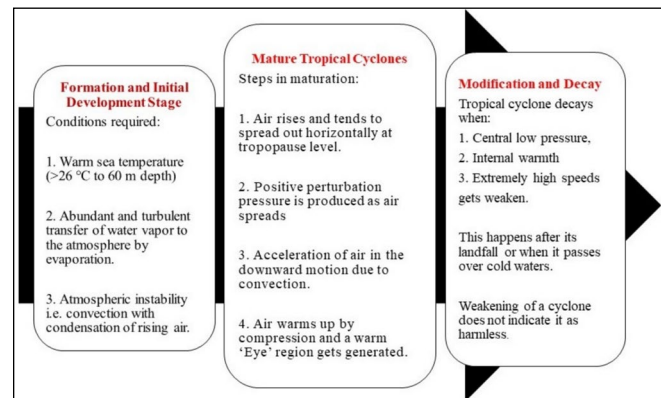 Formation and Initial
Development Stage
Conditions required:
1. Warm sea temperature
(>26 °C to 60 m depth)
2. Abundant and turbulent
transfer of water vapor to
the atmosphere by
evaporation.
3. Atmospheric instability
i.e. convection with
condensation of rising air.
Mature Tropical Cyclones
Steps in maturation:
1. Air rises and tends to
spread out horizontally at
tropopause level.
2. Positive perturbation
pressure is produced as air
spreads
3. Acceleration of air in the
downward motion due to
convection.
4. Air warms up by
compression and a warm
‘Eye’ region gets generated.
Modification and Decay
Tropical cyclone decays
when:
1. Central low pressure,
2. Internal warmth
3. Extremely high speeds
gets weaken.
This happens after its
landfall or when it passes
over cold waters.
Weakening of a cyclone
does not indicate it as
harmless.